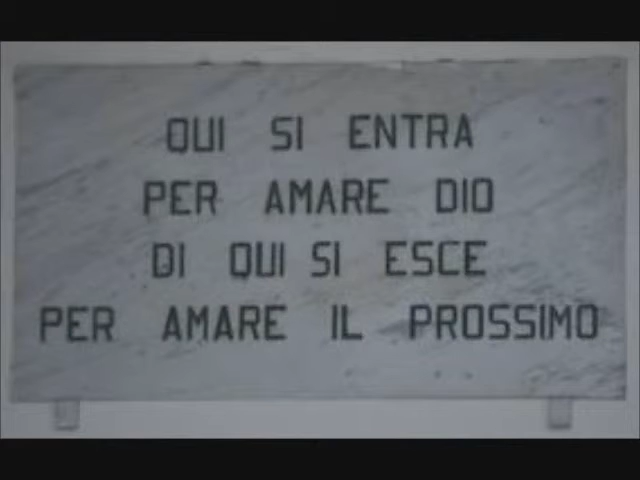 QUI SI ENTRA
PER AMARE DIO
DI QUI SI ESCE
PER AMARE IL PROSSIMO